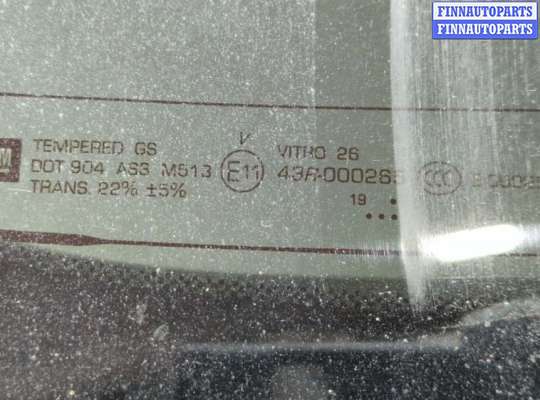 FINNAUTOPARTS
FINNAUTOPARTS
TEMPERED GS
DOT 904 AS3 M513
TRANS. 22% ±5%
V
E11
VITRO 26
43R-000265
CCC
19